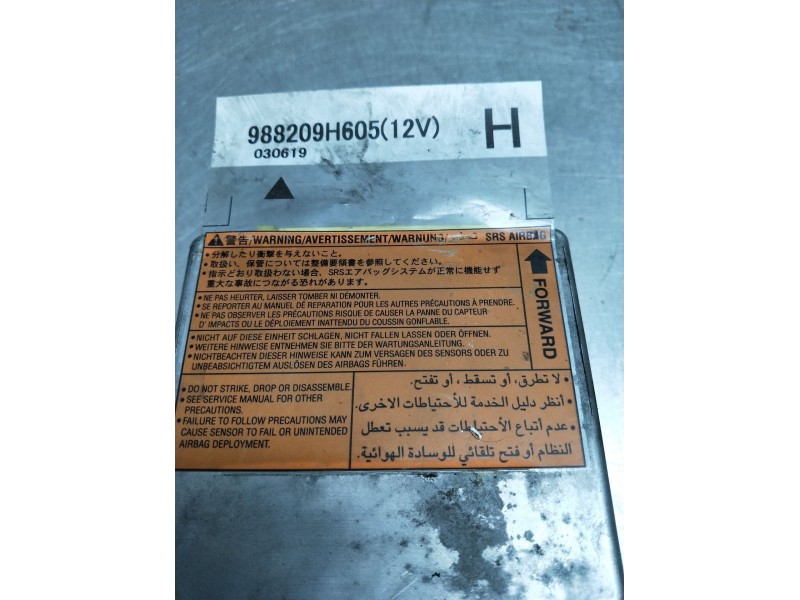 988209H605(12V) H
030619
警告/WARNING/AVERTISSEMENT/WARNUNG/ SRS AIRBAG
• 分解したり衝撃を与えないこと。
• 取扱い、保管については整備要領書を参照してください。
• 指示どおり取扱わない場合、SRSエアバッグシステムが正常に機能せず
重大な事故につながる恐れがあります。
FORWARD
• NE PAS HEURTER, LAISSER TOMBER NI DÉMONTER.
• SE REPORTER AU MANUEL DE RÉPARATION POUR LES AUTRES PRÉCAUTIONS À PRENDRE.
• NE PAS OBSERVER LES PRÉCAUTIONS RISQUE DE CAUSER LA PANNE DU CAPTEUR
D' IMPACTS OU LE DÉPLOIEMENT INATTENDU DU COUSSIN GONFLABLE.
• NICHT AUF DIESE EINHEIT SCHLAGEN, NICHT FALLEN LASSEN ODER ÖFFNEN.
• WEITERE HINWEISE ENTNEHMEN SIE BITTE DER WARTUNGSANLEITUNG.
• NICHTBEACHTEN DIESER HINWEISE KANN ZUM VERSAGEN DES SENSORS ODER ZU
UNBEABSICHTIGTEM AUSLÖSEN DES AIRBAGS FÜHREN.
• DO NOT STRIKE, DROP OR DISASSEMBLE.
• SEE SERVICE MANUAL FOR OTHER
PRECAUTIONS.
• FAILURE TO FOLLOW PRECAUTIONS MAY
CAUSE SENSOR TO FAIL OR UNINTENDED
AIRBAG DEPLOYMENT.
• لا تطرق، أو تسقط، أو تفتح.
• أنظر دليل الخدمة للأحتياطات الاخرى.
• عدم أتباع الأحتياطات قد يسبب تعطل
النظام أو فتح تلقائي للوسادة الهوائية.